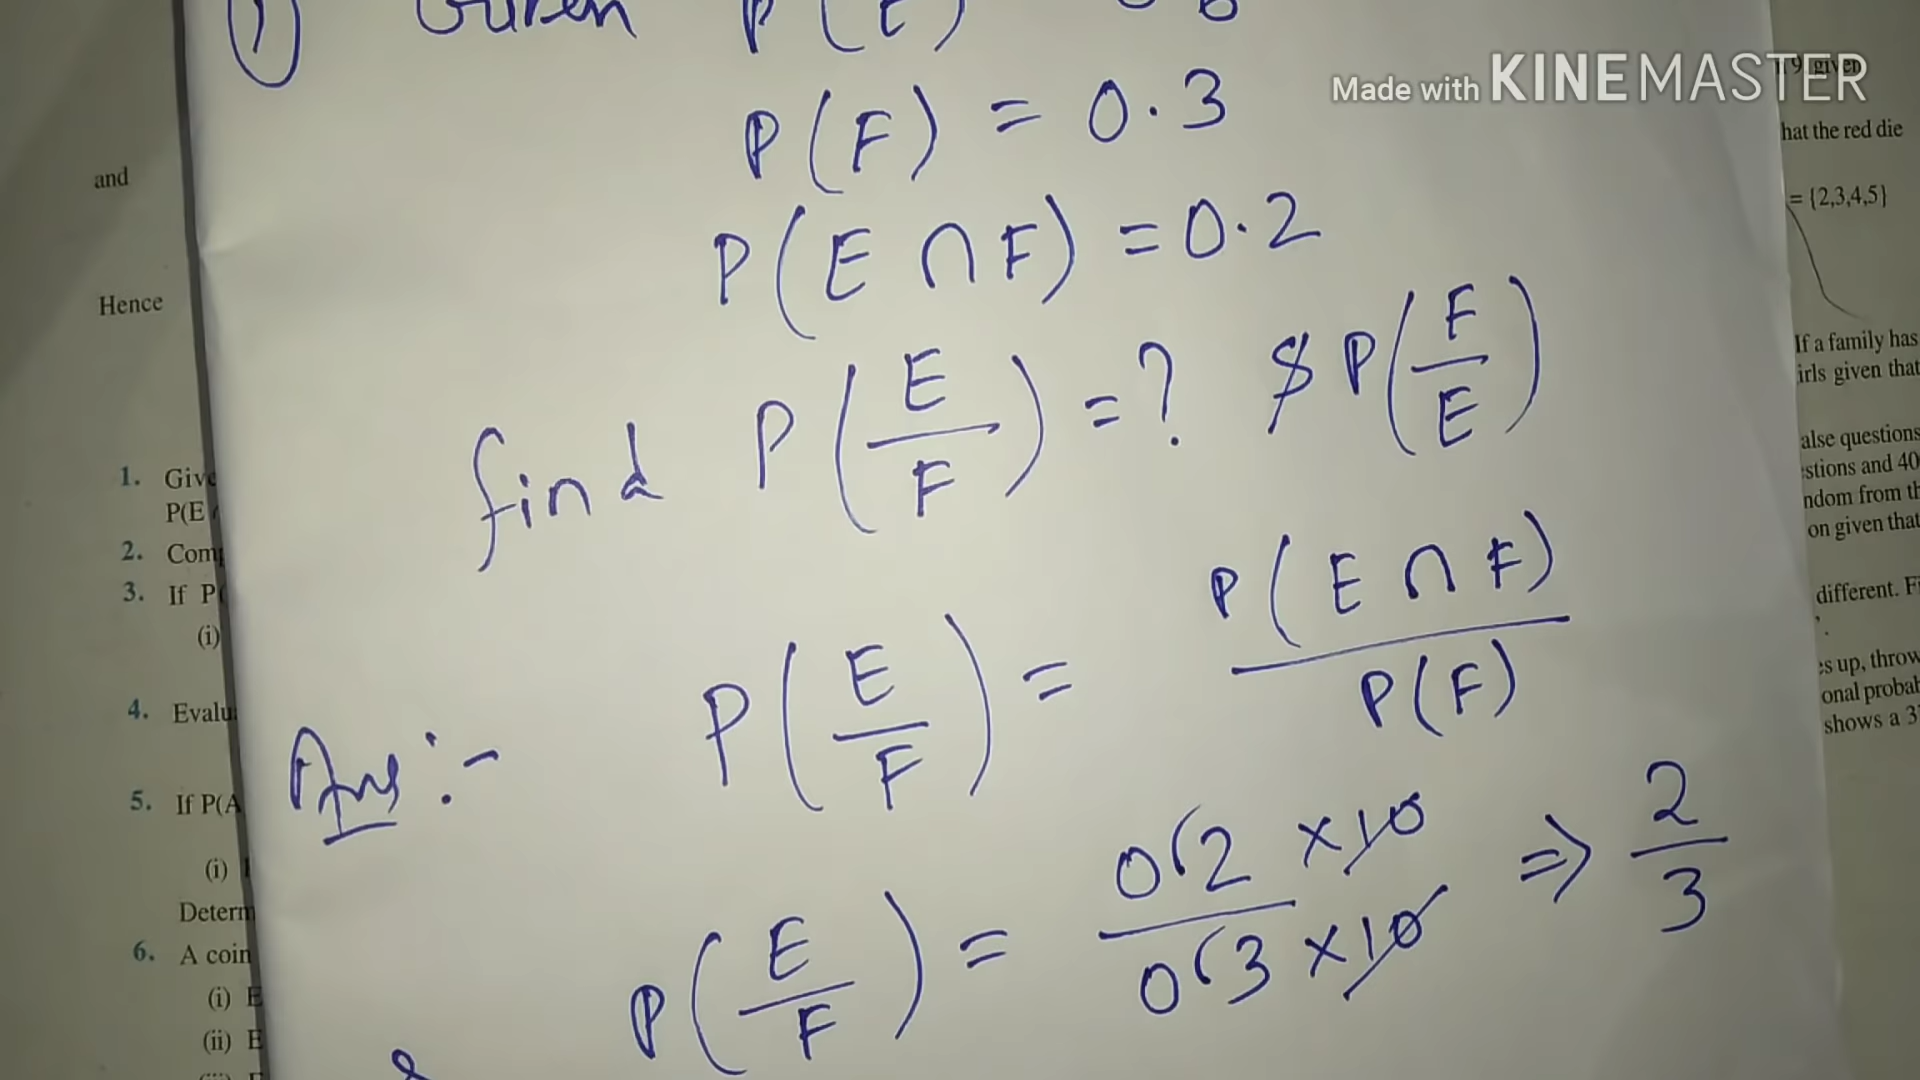 1) Given P(E)
P(F) = 0.3
P(E ∩ F) = 0.2
find P(E/F) = ? & P(F/E)
Ans:- P(E/F) = P(E ∩ F)/P(F)
P(E/F) = 0.2 × 10/0.3 × 10 ⇒ 2/3
&
Made with KINEMASTER
and
Hence
1. Give
P(E
2.
3. If P(
(i)
4.
5. If P(A
(i)
6. A coin
(i) E
(ii) E
given
hat the red die
= {2,3,4,5}
If a family has
irls given that
alse questions
stions and 40
ndom from th
on given that
different. Fi
es up, throw
onal probab
shows a 3